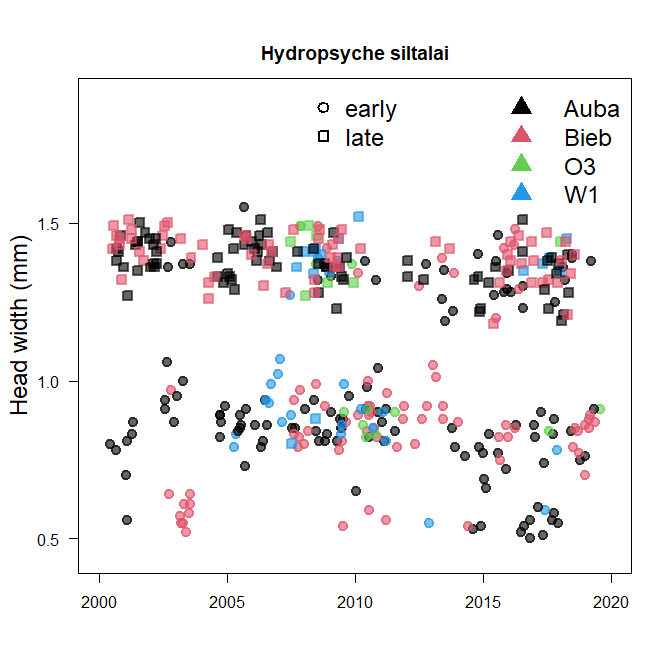 Hydropsyche siltalai
early
late
Auba
Bieb
O3
W1
Head width (mm)
1.5
1.0
0.5
2000 2005 2010 2015 2020